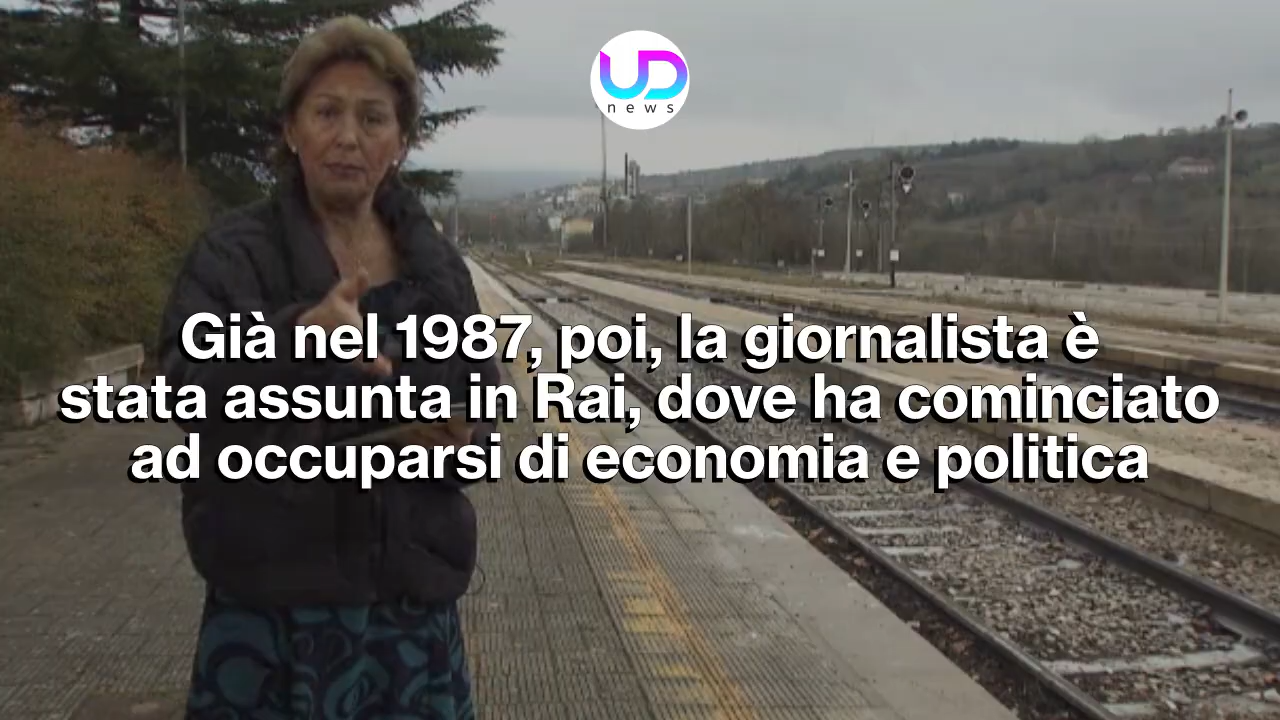 UD
news
Già nel 1987, poi, la giornalista è
stata assunta in Rai, dove ha cominciato
ad occuparsi di economia e politica